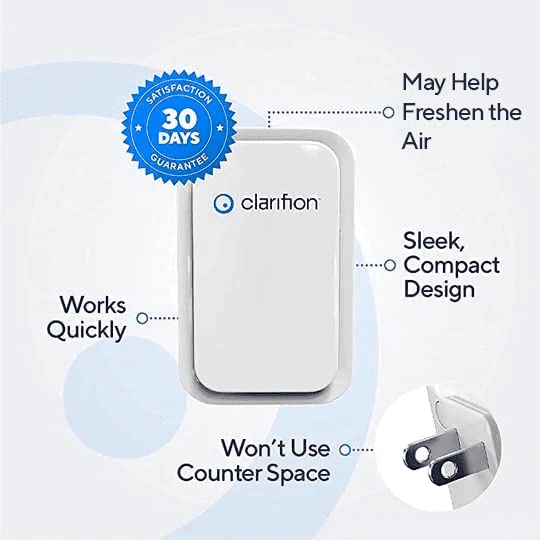 SATISFACTION
30
DAYS
GUARANTEE
May Help
Freshen the
Air
clarifion
Sleek,
Compact
Design
Works
Quickly
Won't Use
Counter Space